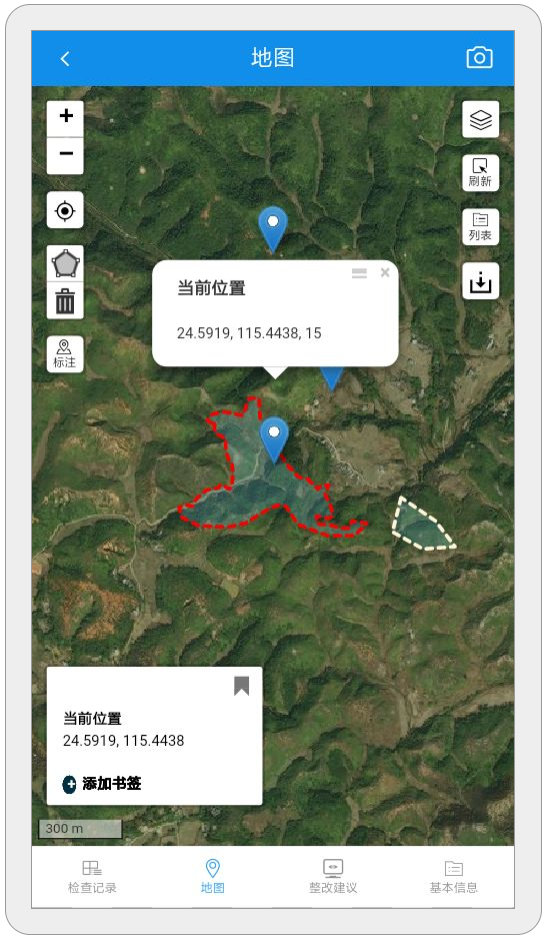 地图
+
−
刷新
列表
标注
当前位置
24.5919, 115.4438, 15
当前位置
24.5919, 115.4438
添加书签
300 m
检查记录
地图
整改建议
基本信息